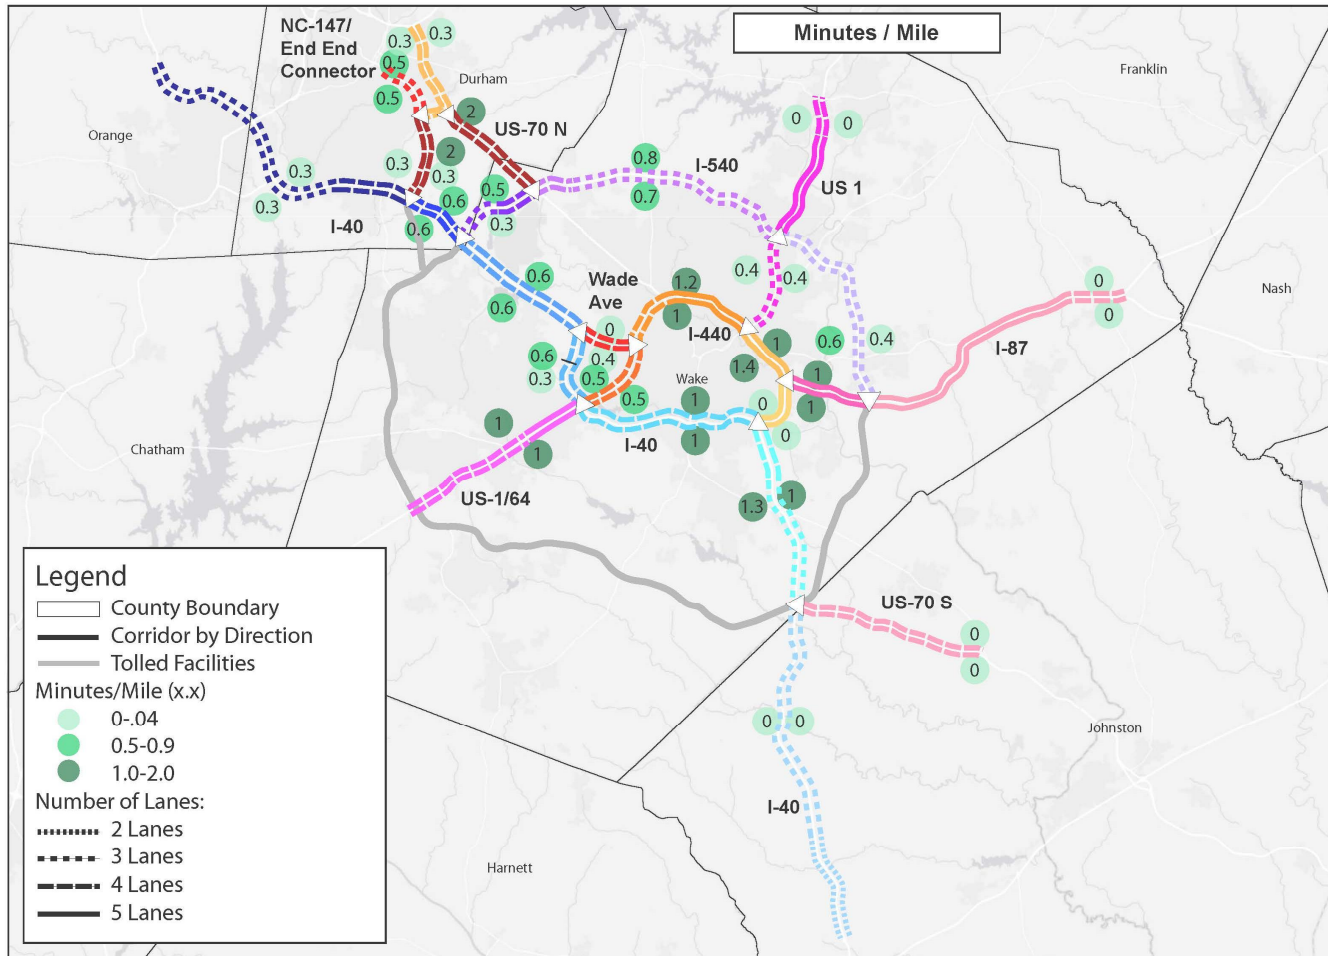 Minutes / Mile
NC-147/
End End
Connector
0.3
0.3
0.5
0.5
Durham
Franklin
Orange
2
US-70 N
0
0
2
0.3
0.3
0.3
0.3
I-40
0.6
0.6
0.5
0.3
0.8
I-540
0.7
US 1
0.6
0.6
Wade
Ave
0
0.4
0.4
0.4
1.2
1
I-440
1
0.6
0.4
0
0
Nash
I-87
0.6
0.3
0.5
0.5
Wake
1.4
1
1
1
1
I-40
0
0
Chatham
1
1
US-1/64
1.3
1
US-70 S
0
0
0
0
I-40
Johnston
Harnett
Legend
County Boundary
Corridor by Direction
Tolled Facilities
Minutes/Mile (x.x)
0-.04
0.5-0.9
1.0-2.0
Number of Lanes:
2 Lanes
3 Lanes
4 Lanes
5 Lanes